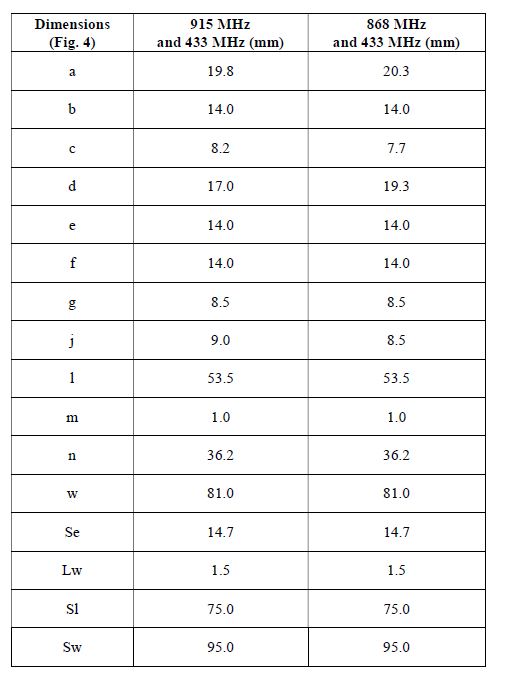 Dimensions 915 MHz 868 MHz
(Fig. 4) and 433 MHz (mm) and 433 MHz (mm)
a 19.8 20.3
b 14.0 14.0
c 8.2 7.7
d 17.0 19.3
e 14.0 14.0
f 14.0 14.0
g 8.5 8.5
j 9.0 8.5
l 53.5 53.5
m 1.0 1.0
n 36.2 36.2
w 81.0 81.0
Se 14.7 14.7
Lw 1.5 1.5
Sl 75.0 75.0
Sw 95.0 95.0